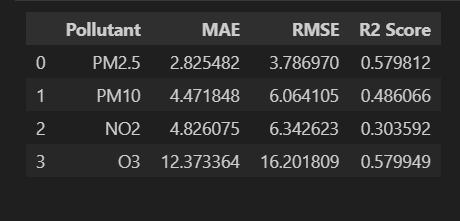 Pollutant MAE RMSE R2 Score
0 PM2.5 2.825482 3.786970 0.579812
1 PM10 4.471848 6.064105 0.486066
2 NO2 4.826075 6.342623 0.303592
3 O3 12.373364 16.201809 0.579949